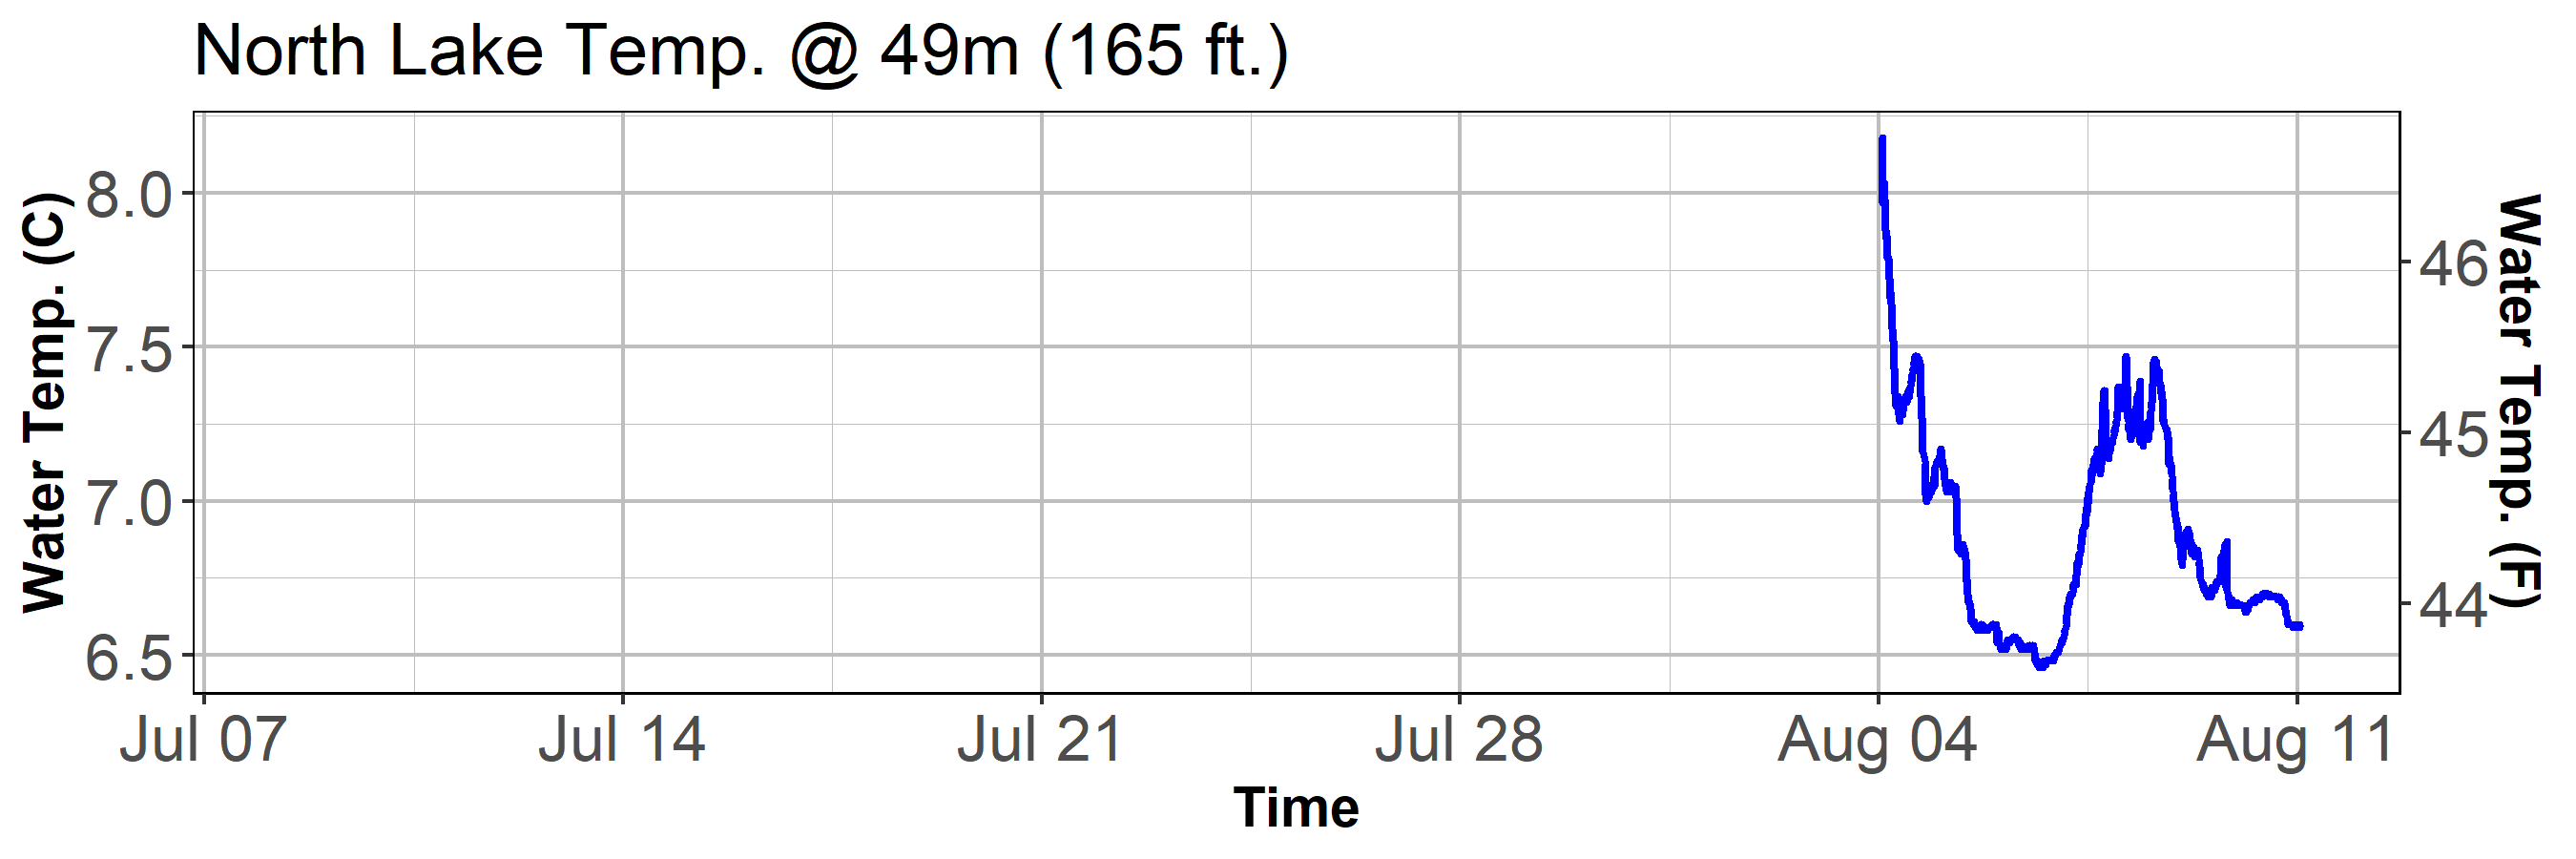 North Lake Temp. @ 49m (165 ft.)
Water Temp. (C)
8.0
7.5
7.0
6.5
46
45
44
Water Temp. (F)
Jul 07 Jul 14 Jul 21 Jul 28 Aug 04 Aug 11
Time